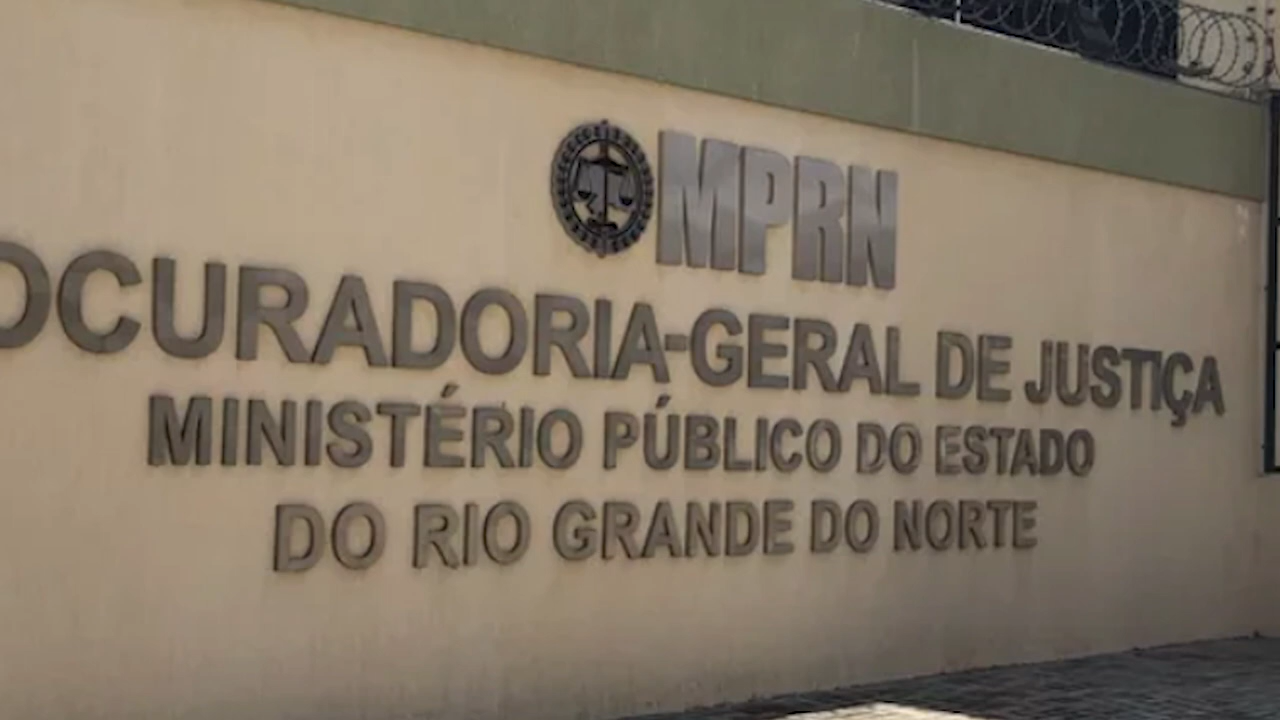 MPRN
OCURADORIA-GERAL DE JUSTIÇA
MINISTÉRIO PÚBLICO DO ESTADO
DO RIO GRANDE DO NORTE